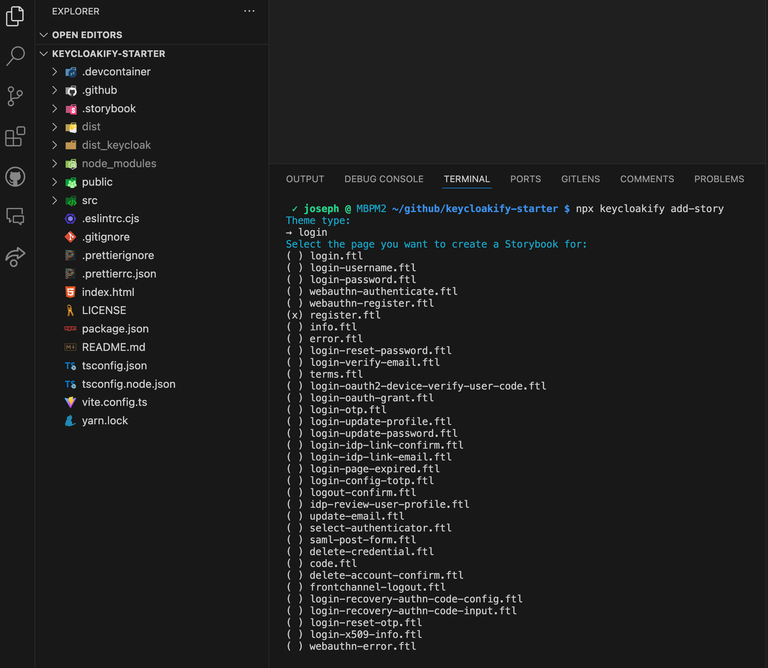 EXPLORER
OPEN EDITORS
KEYCLOAKIFY-STARTER
.devcontainer
.github
.storybook
dist
dist_keycloak
node_modules
public
src
.eslintrc.cjs
.gitignore
.prettierignore
.prettierrc.json
index.html
LICENSE
package.json
README.md
tsconfig.json
tsconfig.node.json
vite.config.ts
yarn.lock
OUTPUT DEBUG CONSOLE TERMINAL PORTS GITLENS COMMENTS PROBLEMS
✓ joseph @ MBPM2 ~/github/keycloakify-starter $ npx keycloakify add-story
Theme type:
→ login
Select the page you want to create a Storybook for:
( ) login.ftl
( ) login-username.ftl
( ) login-password.ftl
( ) webauthn-authenticate.ftl
( ) webauthn-register.ftl
(x) register.ftl
( ) info.ftl
( ) error.ftl
( ) login-reset-password.ftl
( ) login-verify-email.ftl
( ) terms.ftl
( ) login-oauth2-device-verify-user-code.ftl
( ) login-oauth-grant.ftl
( ) login-otp.ftl
( ) login-update-profile.ftl
( ) login-update-password.ftl
( ) login-idp-link-confirm.ftl
( ) login-idp-link-email.ftl
( ) login-page-expired.ftl
( ) login-config-totp.ftl
( ) logout-confirm.ftl
( ) idp-review-user-profile.ftl
( ) update-email.ftl
( ) select-authenticator.ftl
( ) saml-post-form.ftl
( ) delete-credential.ftl
( ) code.ftl
( ) delete-account-confirm.ftl
( ) frontchannel-logout.ftl
( ) login-recovery-authn-code-config.ftl
( ) login-recovery-authn-code-input.ftl
( ) login-reset-otp.ftl
( ) login-x509-info.ftl
( ) webauthn-error.ftl